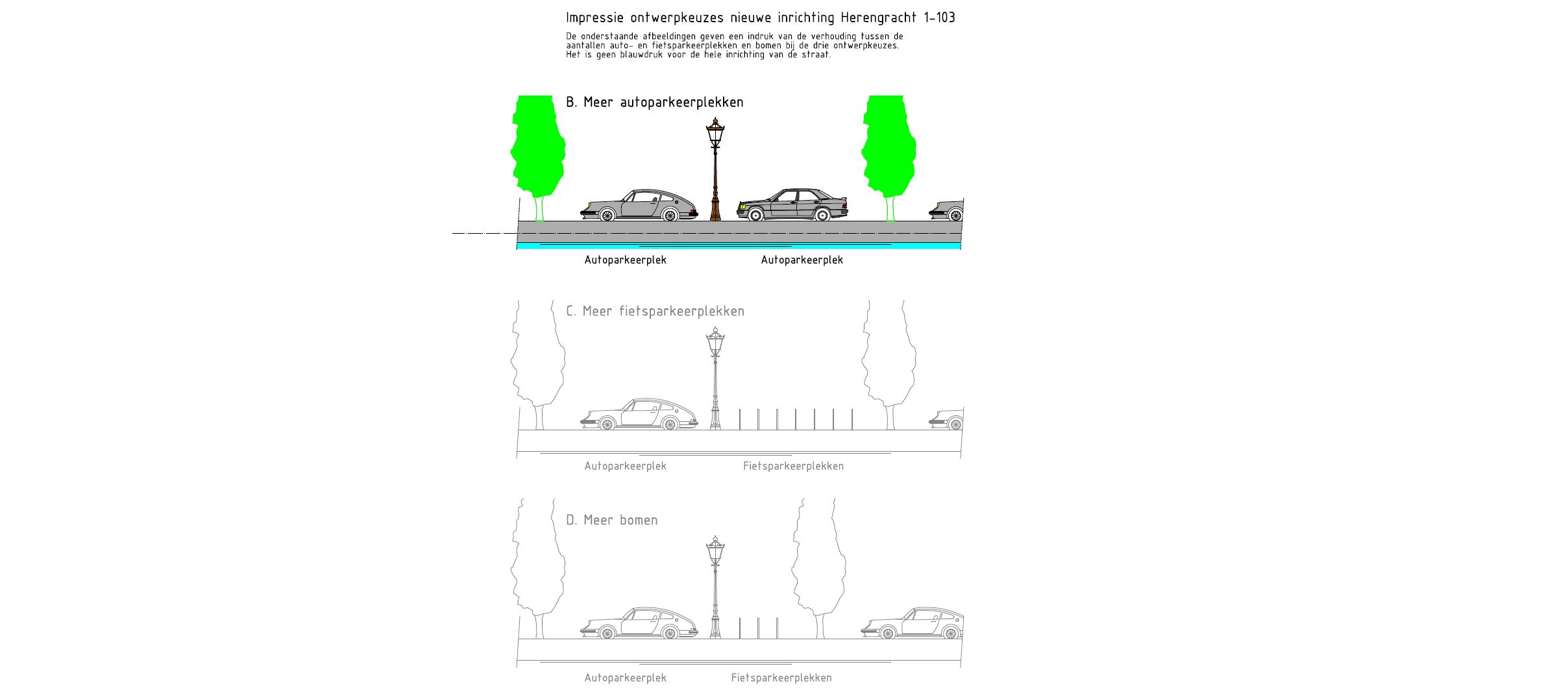 Impressie ontwerpkeuzes nieuwe inrichting Herengracht 1-103
De onderstaande afbeeldingen geven een indruk van de verhouding tussen de
aantallen auto- en fietsparkeerplekken en bomen bij de drie ontwerpkeuzes.
Het is geen blauwdruk voor de hele inrichting van de straat.
B. Meer autoparkeerplekken
Autoparkeerplek Autoparkeerplek
C. Meer fietsparkeerplekken
Autoparkeerplek Fietsparkeerplekken
D. Meer bomen
Autoparkeerplek Fietsparkeerplekken